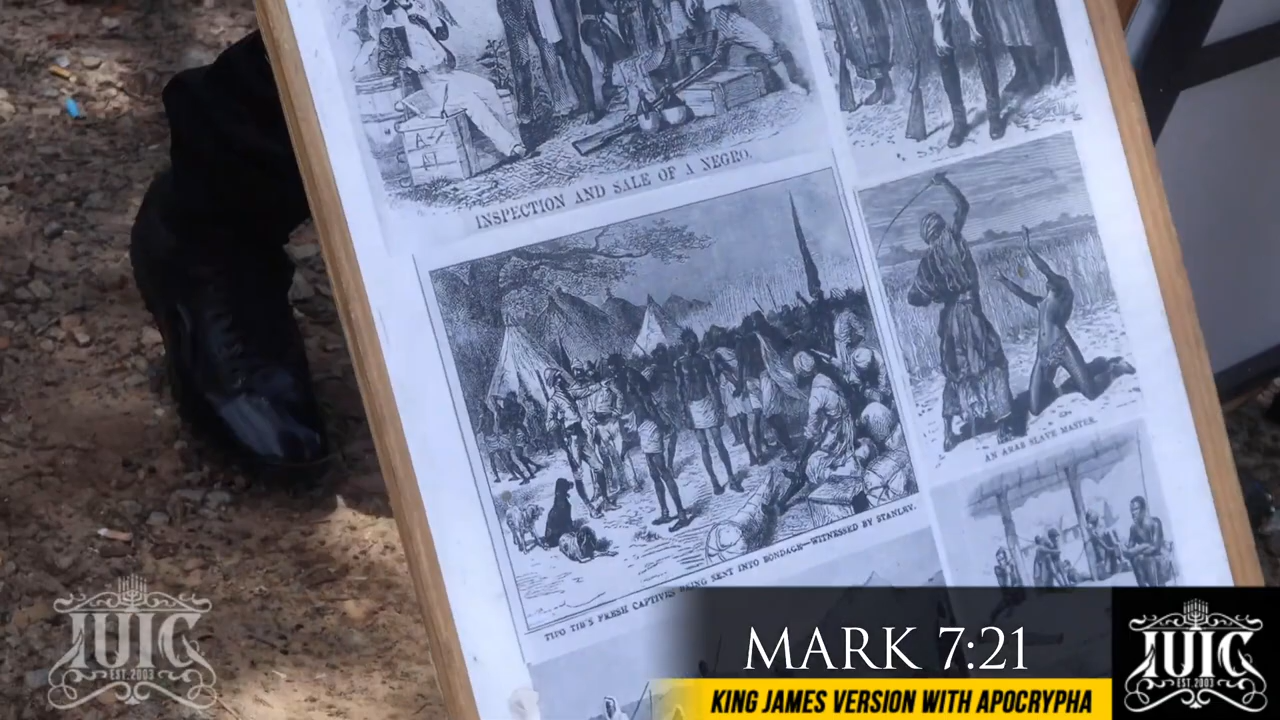 INSPECTION AND SALE OF A NEGRO.
AN ARAB SLAVE MASTER.
TIPO TIB'S FRESH CAPTIVES BEING SENT INTO BONDAGE—WITNESSED BY STANLEY.
IUIC
EST. 2003
MARK 7:21
KING JAMES VERSION WITH APOCRYPHA
IUIC
EST. 2003